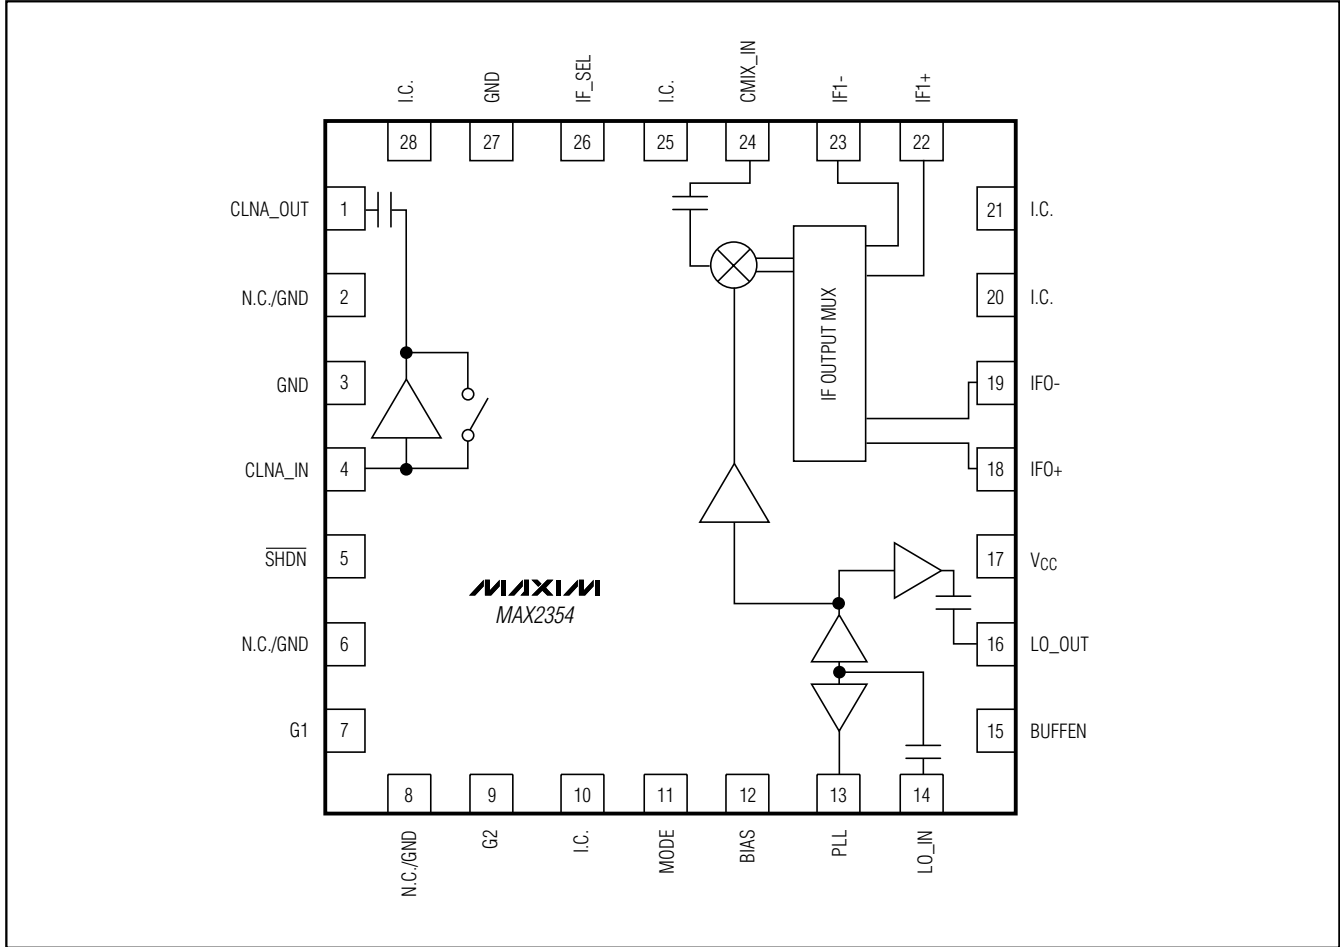 I.C.
GND
IF_SEL
I.C.
CMIX_IN
IF1-
IF1+
28
27
26
25
24
23
22
CLNA_OUT
1
21
I.C.
N.C./GND
2
20
I.C.
IF OUTPUT MUX
GND
3
19
IF0-
CLNA_IN
4
18
IF0+
SHDN
5
17
VCC
MAXIM
MAX2354
N.C./GND
6
16
LO_OUT
G1
7
15
BUFFEN
8
9
10
11
12
13
14
N.C./GND
G2
I.C.
MODE
BIAS
PLL
LO_IN